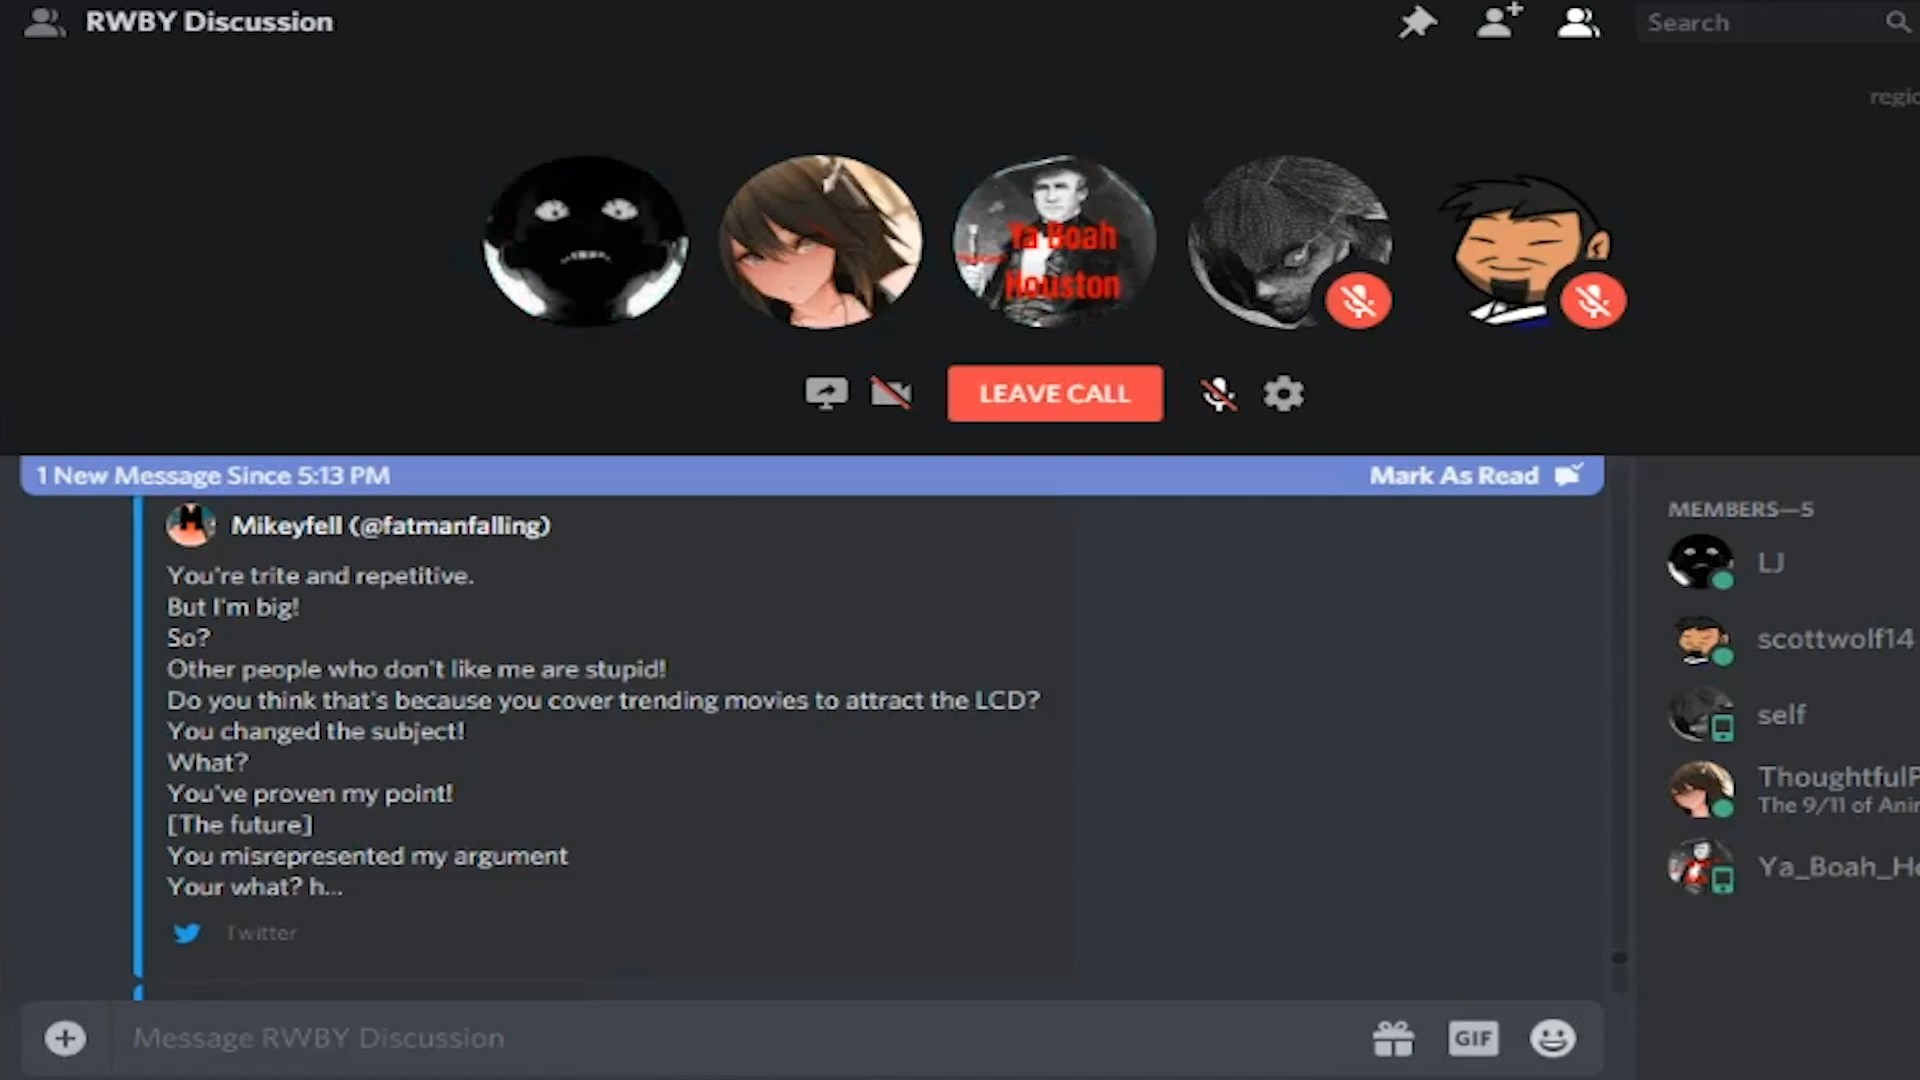 RWBY Discussion
Search
Ya Boah
Houston
LEAVE CALL
1 New Message Since 5:13 PM
Mark As Read
Mikeyfell (@fatmanfalling)
You're trite and repetitive.
But I'm big!
So?
Other people who don't like me are stupid!
Do you think that's because you cover trending movies to attract the LCD?
You changed the subject!
What?
You've proven my point!
[The future]
You misrepresented my argument
Your what? h...
Twitter
Message RWBY Discussion
GIF
MEMBERS—5
LJ
scottwolf14
self
ThoughtfulP
The 9/11 of Ani
Ya_Boah_H